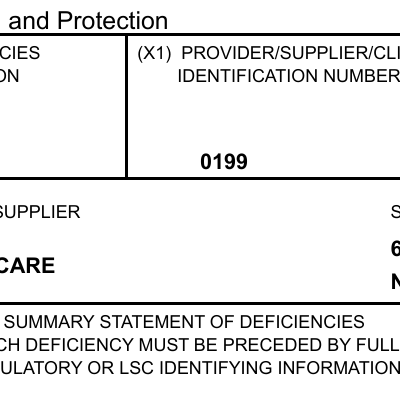 and Protection
CIES
ON
(X1) PROVIDER/SUPPLIER/CLI
IDENTIFICATION NUMBER
0199
SUPPLIER
S
CARE
6
N
SUMMARY STATEMENT OF DEFICIENCIES
CH DEFICIENCY MUST BE PRECEDED BY FULL
ULATORY OR LSC IDENTIFYING INFORMATION